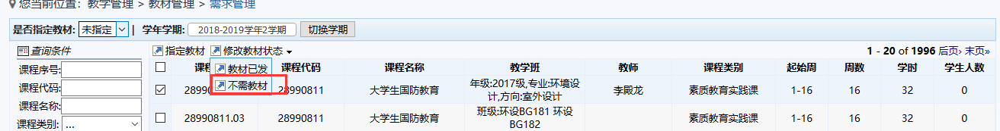 您当前位置: 教学管理 > 教材管理 > 需求管理
是否指定教材: 未指定 | 学年学期: 2018-2019学年2学期 切换学期
查询条件 指定教材 修改教材状态 1 - 20 of 1996 后页› 末页»
课程序号: 课程代码 课程名称 教学班 教师 课程类别 起始周 周数 学时 学生人数
教材已发
不需教材
课程代码:
课程名称:
课程类别: ...
28990811 大学生国防教育 年级:2017级,专业:环境设计,方向:室外设计 李殿龙 素质教育实践课 1-16 16 32 0
28990811.03 28990811 大学生国防教育 班级:环设BG181 环设BG182 素质教育实践课 1-16 16 32 0